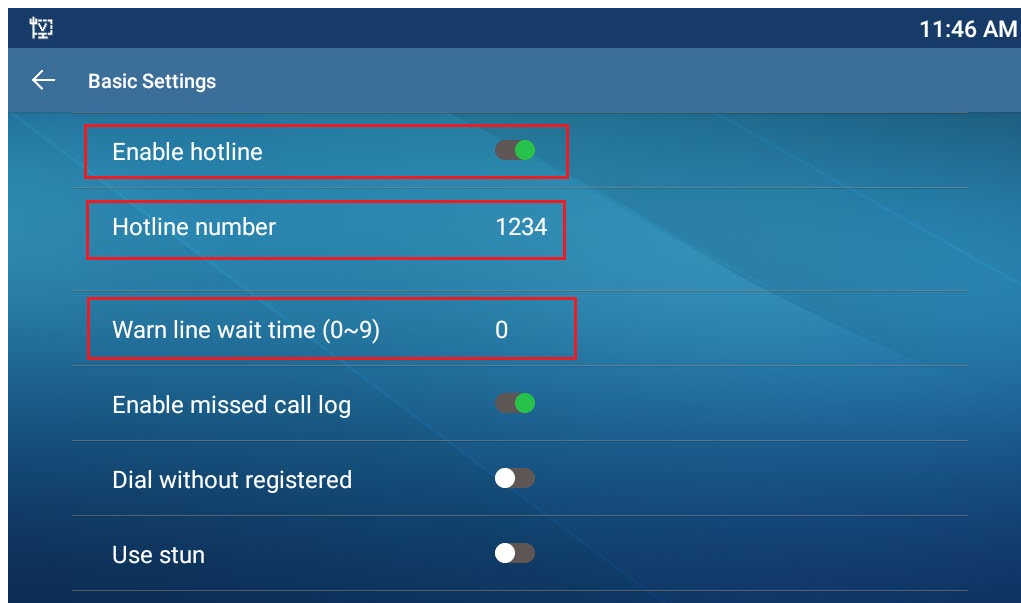 11:46 AM
Basic Settings
Enable hotline
Hotline number 1234
Warn line wait time (0~9) 0
Enable missed call log
Dial without registered
Use stun